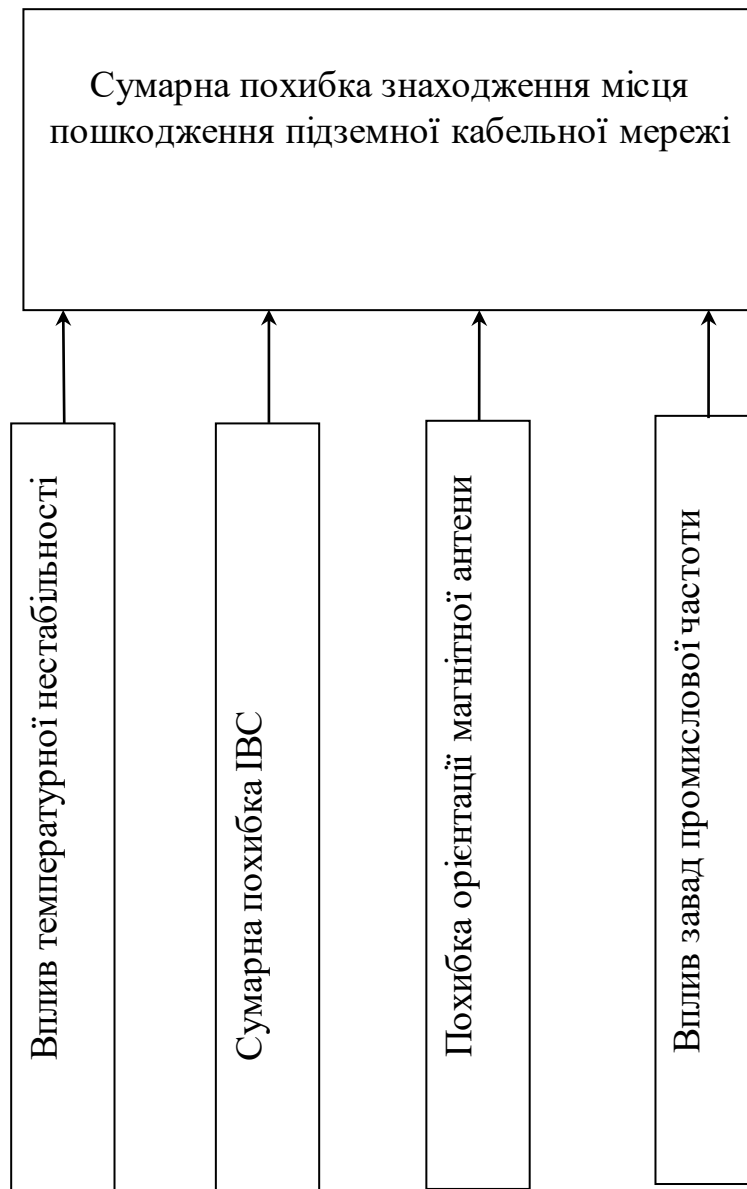 Сумарна похибка знаходження місця
пошкодження підземної кабельної мережі
Вплив температурної нестабільності
Сумарна похибка ІВС
Похибка орієнтації магнітної антени
Вплив завад промислової частоти